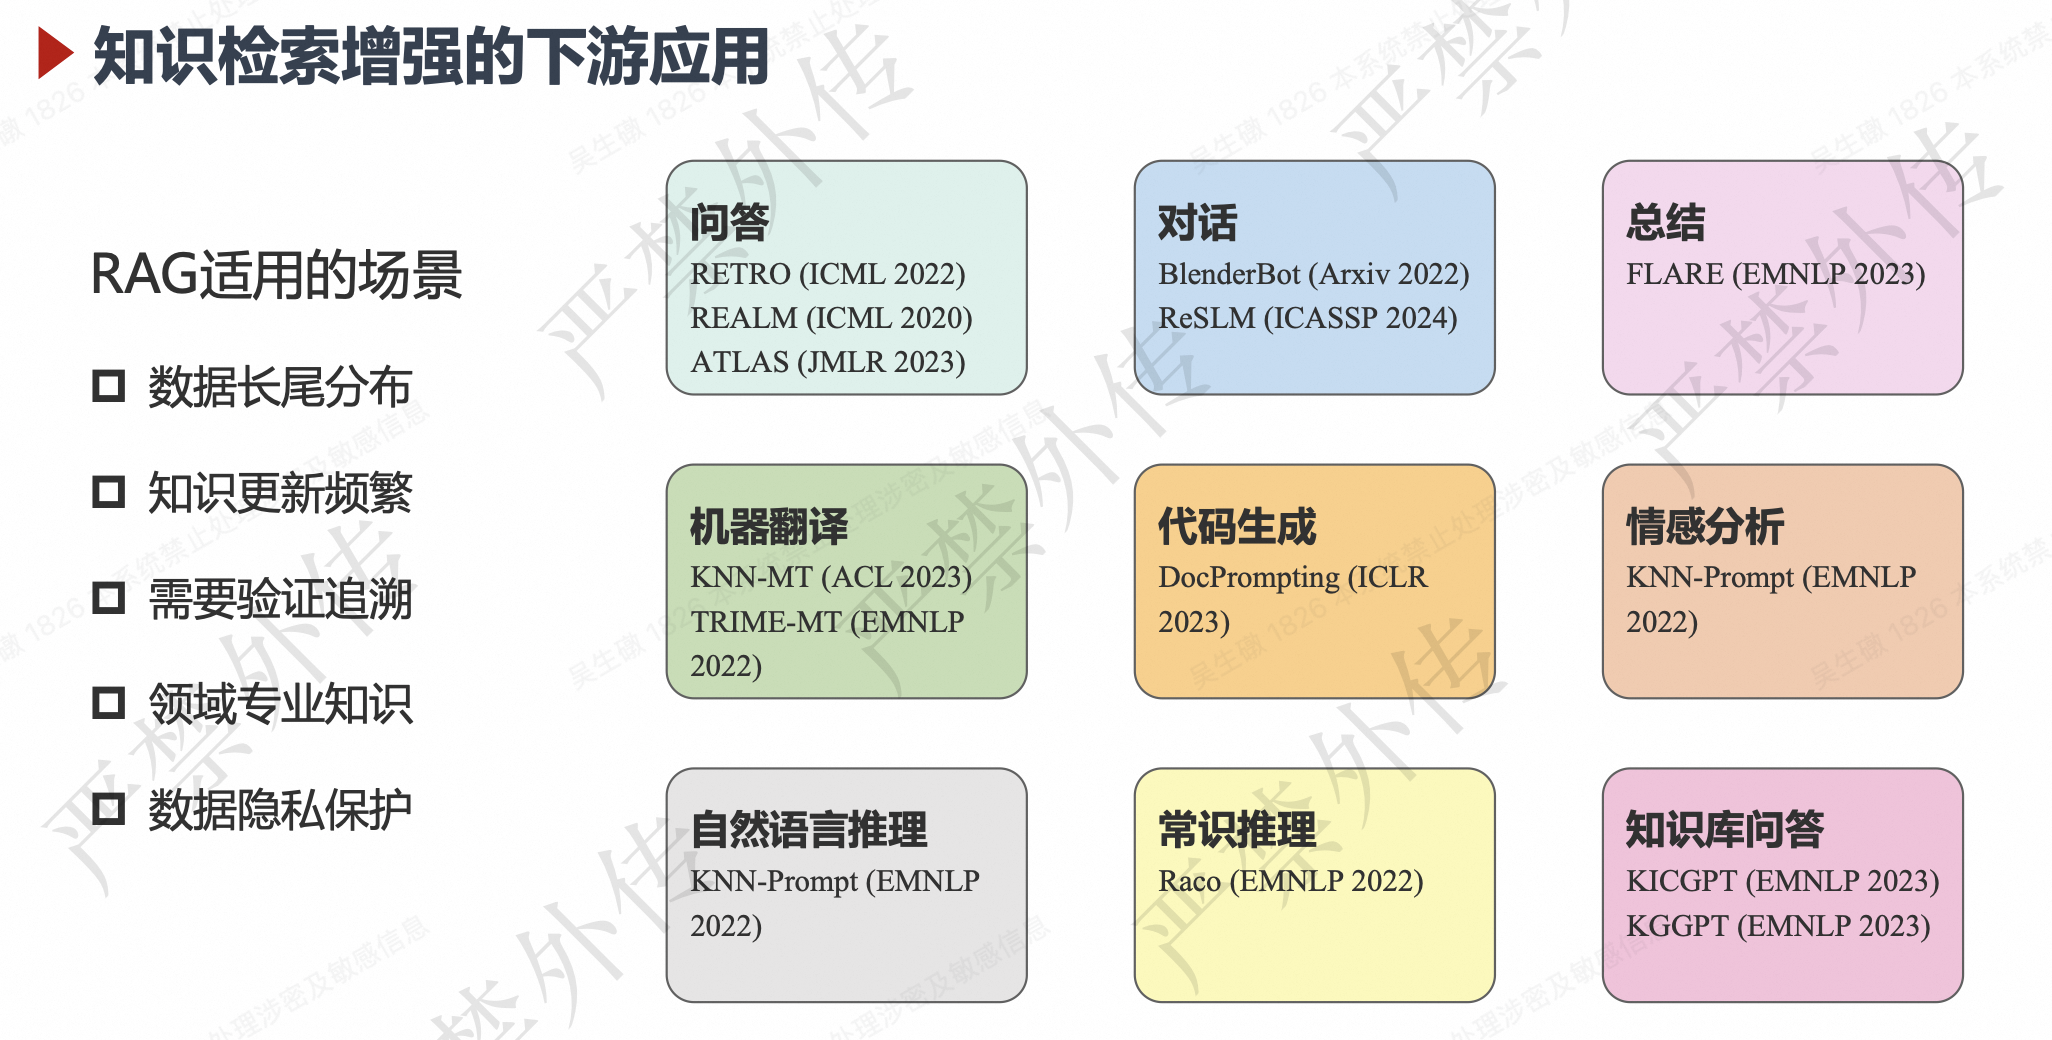 知识检索增强的下游应用
RAG适用的场景
数据长尾分布
知识更新频繁
需要验证追溯
领域专业知识
数据隐私保护
问答
RETRO (ICML 2022)
REALM (ICML 2020)
ATLAS (JMLR 2023)
对话
BlenderBot (Arxiv 2022)
ReSLM (ICASSP 2024)
总结
FLARE (EMNLP 2023)
机器翻译
KNN-MT (ACL 2023)
TRIME-MT (EMNLP
2022)
代码生成
DocPrompting (ICLR
2023)
情感分析
KNN-Prompt (EMNLP
2022)
自然语言推理
KNN-Prompt (EMNLP
2022)
常识推理
Raco (EMNLP 2022)
知识库问答
KICGPT (EMNLP 2023)
KGGPT (EMNLP 2023)
严禁外传
吴生礅 1826 本系统禁止处理涉密及敏感信息